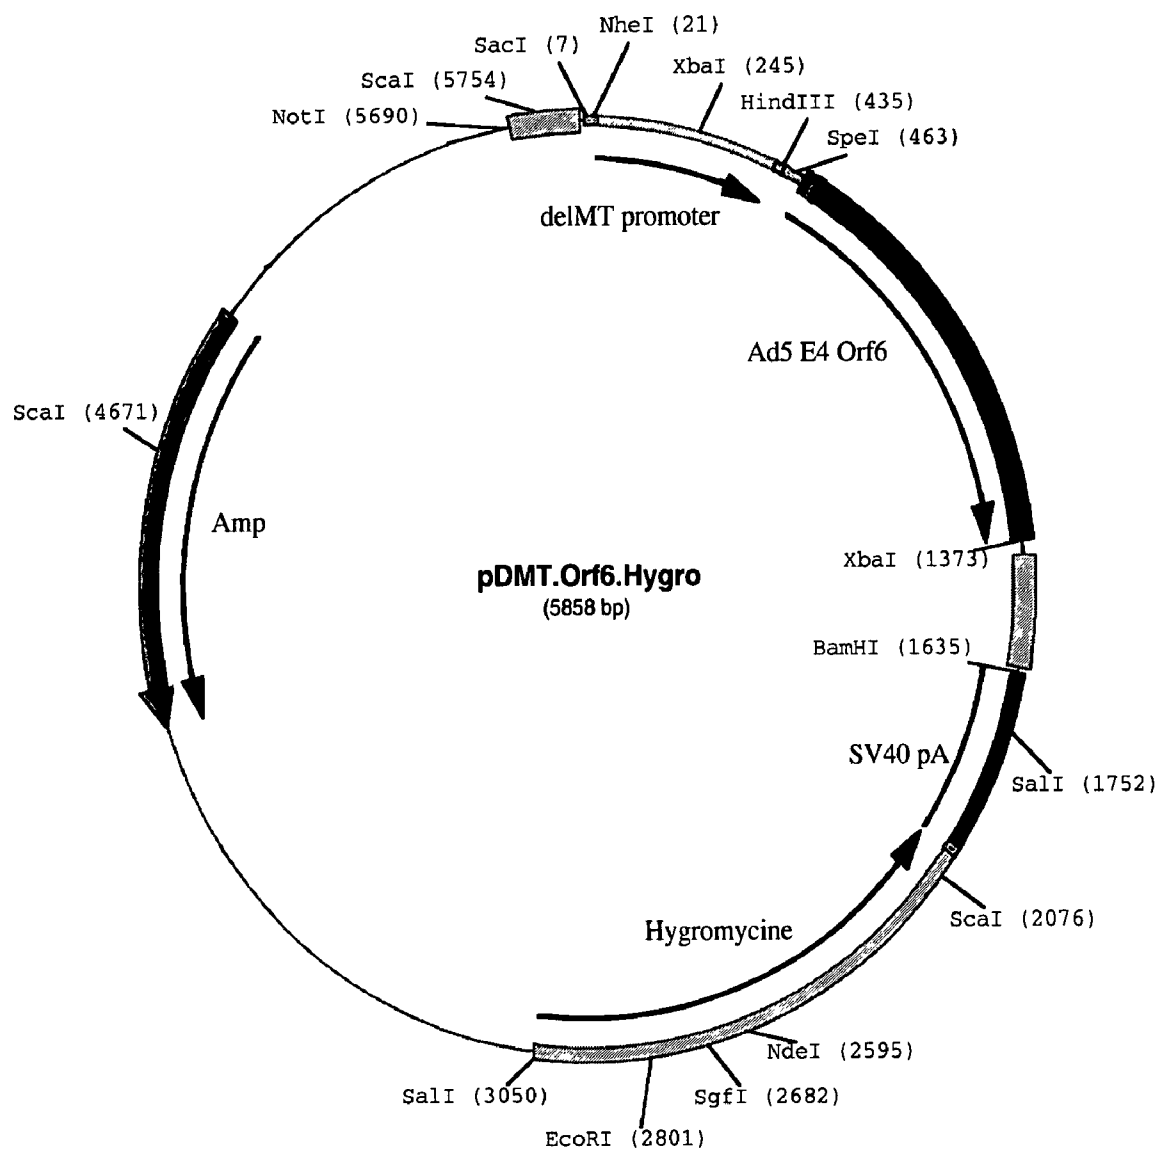 NheI (21)
SacI (7)
XbaI (245)
ScaI (5754)
HindIII (435)
NotI (5690)
SpeI (463)
delMT promoter
Ad5 E4 Orf6
ScaI (4671)
Amp
XbaI (1373)
pDMT.Orf6.Hygro
(5858 bp)
BamHI (1635)
SV40 pA
SalI (1752)
ScaI (2076)
Hygromycine
NdeI (2595)
SalI (3050)
SgfI (2682)
EcoRI (2801)